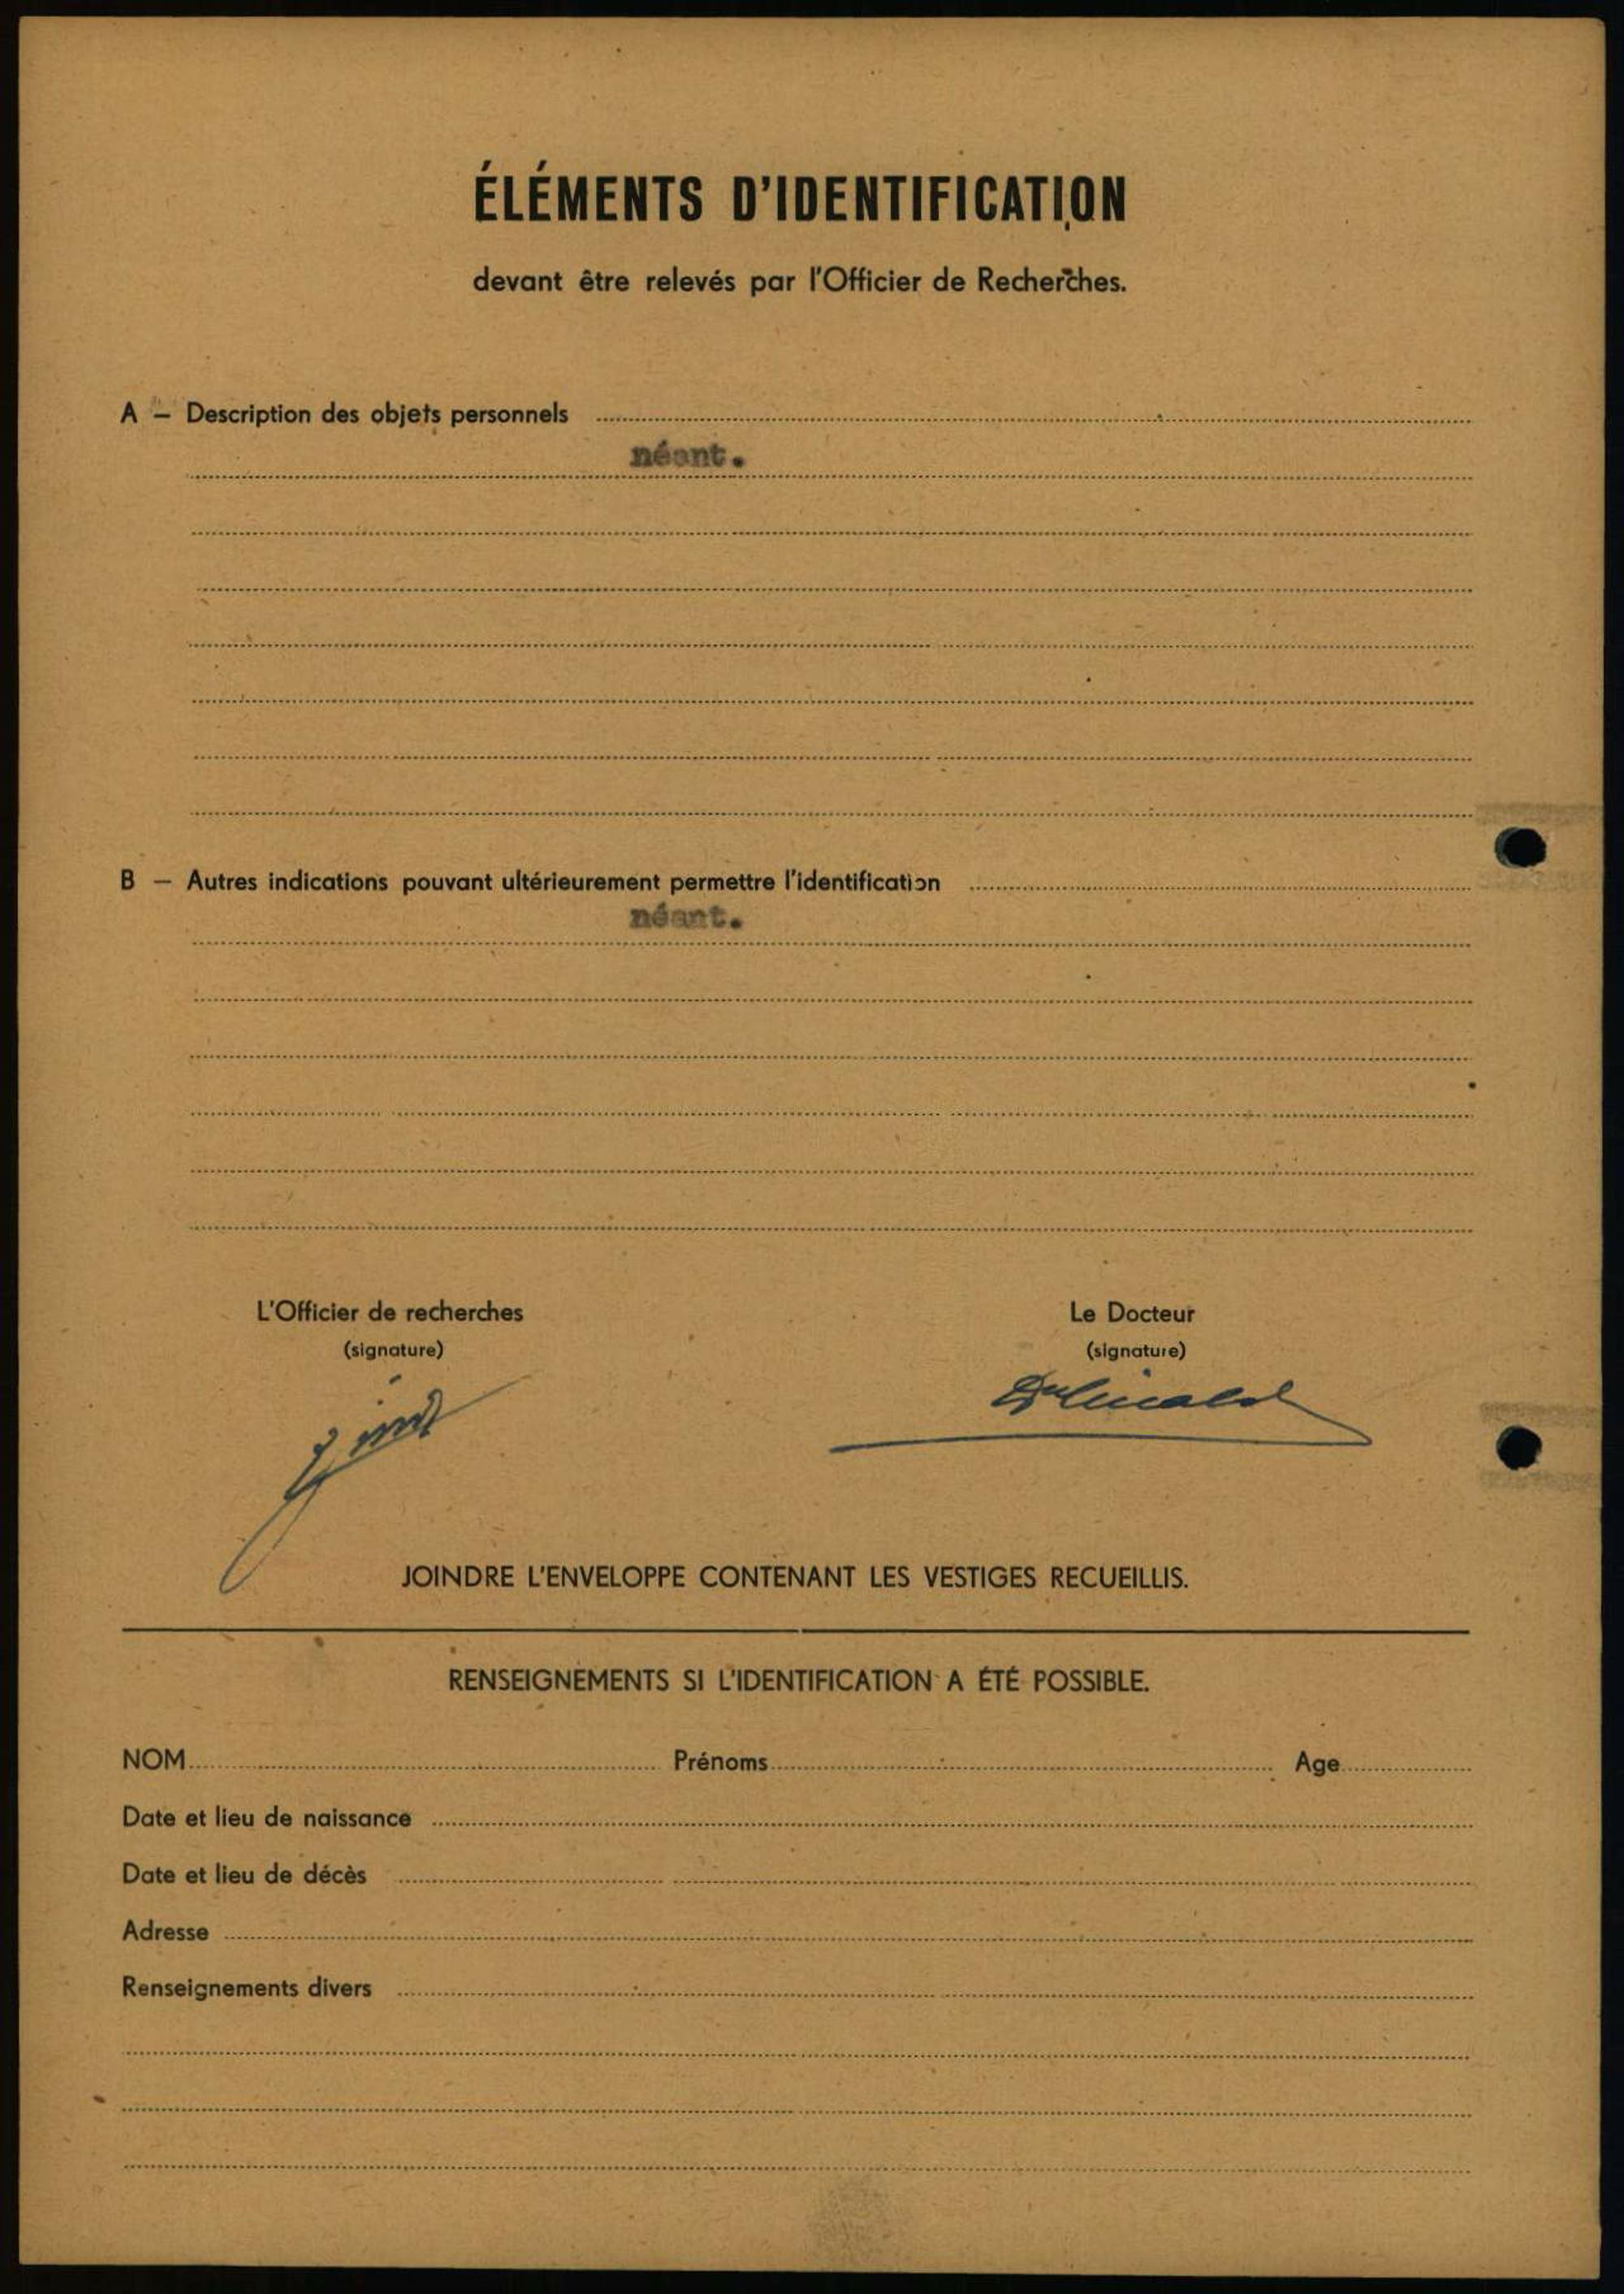 ÉLÉMENTS D'IDENTIFICATION
devant être relevés par l'Officier de Recherches.
A — Description des objets personnels
néant.
B — Autres indications pouvant ultérieurement permettre l'identification
néant.
L'Officier de recherches
(signature)
Le Docteur
(signature)
JOINDRE L'ENVELOPPE CONTENANT LES VESTIGES RECUEILLIS.
RENSEIGNEMENTS SI L'IDENTIFICATION A ÉTÉ POSSIBLE.
NOM Prénoms Age
Date et lieu de naissance
Date et lieu de décès
Adresse
Renseignements divers